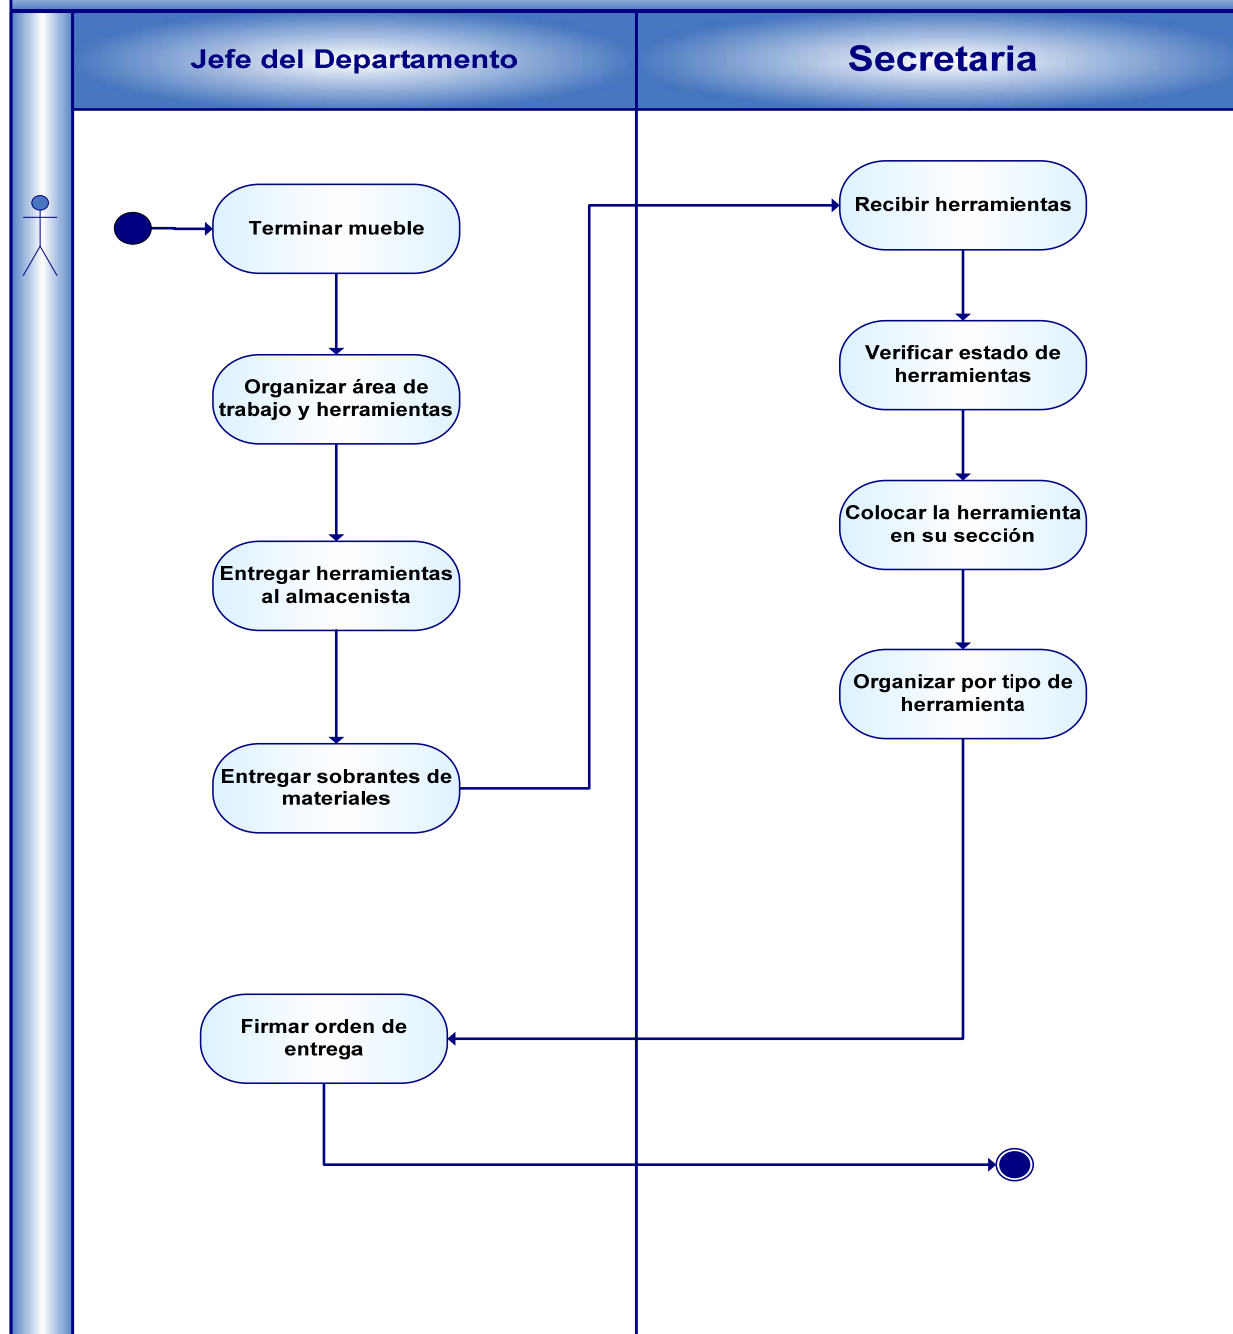 Jefe del Departamento
Secretaria
Terminar mueble
Organizar área de
trabajo y herramientas
Entregar herramientas
al almacenista
Entregar sobrantes de
materiales
Recibir herramientas
Verificar estado de
herramientas
Colocar la herramienta
en su sección
Organizar por tipo de
herramienta
Firmar orden de
entrega